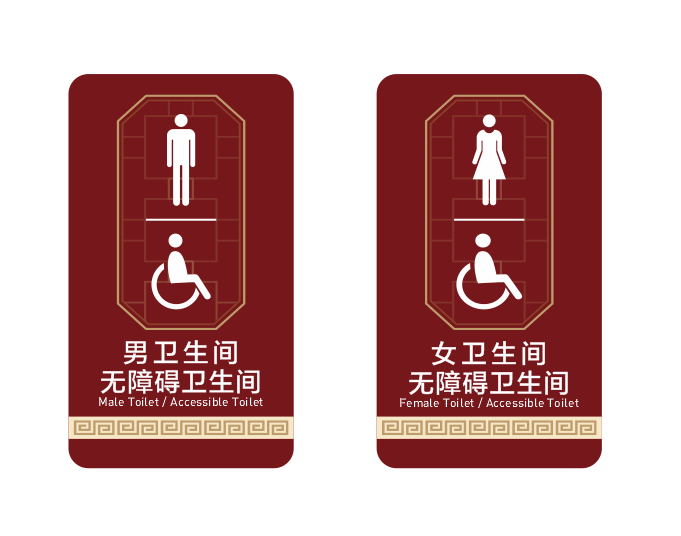 男卫生间
无障碍卫生间
Male Toilet / Accessible Toilet
女卫生间
无障碍卫生间
Female Toilet / Accessible Toilet